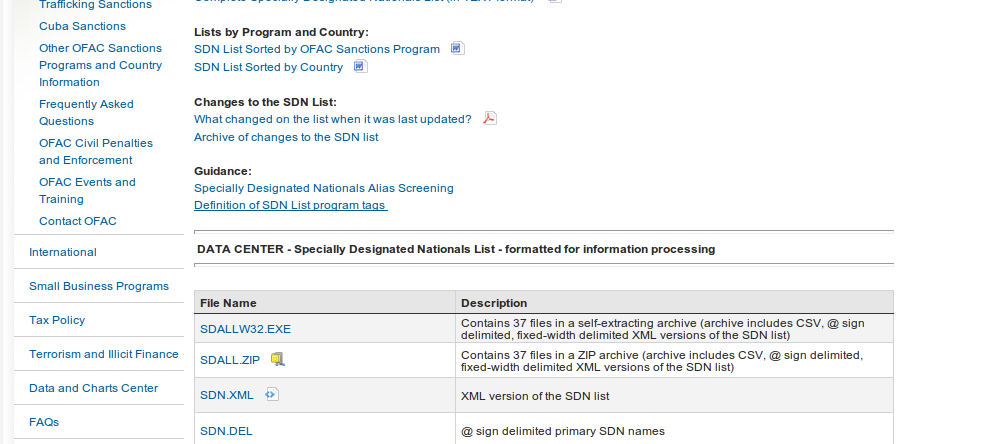 Trafficking Sanctions
Cuba Sanctions
Other OFAC Sanctions
Programs and Country
Information
Frequently Asked
Questions
OFAC Civil Penalties
and Enforcement
OFAC Events and
Training
Contact OFAC
International
Small Business Programs
Tax Policy
Terrorism and Illicit Finance
Data and Charts Center
FAQs
Complete Specially Designated Nationals List (in TEXT format)
Lists by Program and Country:
SDN List Sorted by OFAC Sanctions Program
SDN List Sorted by Country
Changes to the SDN List:
What changed on the list when it was last updated?
Archive of changes to the SDN list
Guidance:
Specially Designated Nationals Alias Screening
Definition of SDN List program tags
DATA CENTER - Specially Designated Nationals List - formatted for information processing
File Name Description
SDALLW32.EXE Contains 37 files in a self-extracting archive (archive includes CSV, @ sign
delimited, fixed-width delimited XML versions of the SDN list)
SDALL.ZIP Contains 37 files in a ZIP archive (archive includes CSV, @ sign delimited,
fixed-width delimited XML versions of the SDN list)
SDN.XML XML version of the SDN list
SDN.DEL @ sign delimited primary SDN names